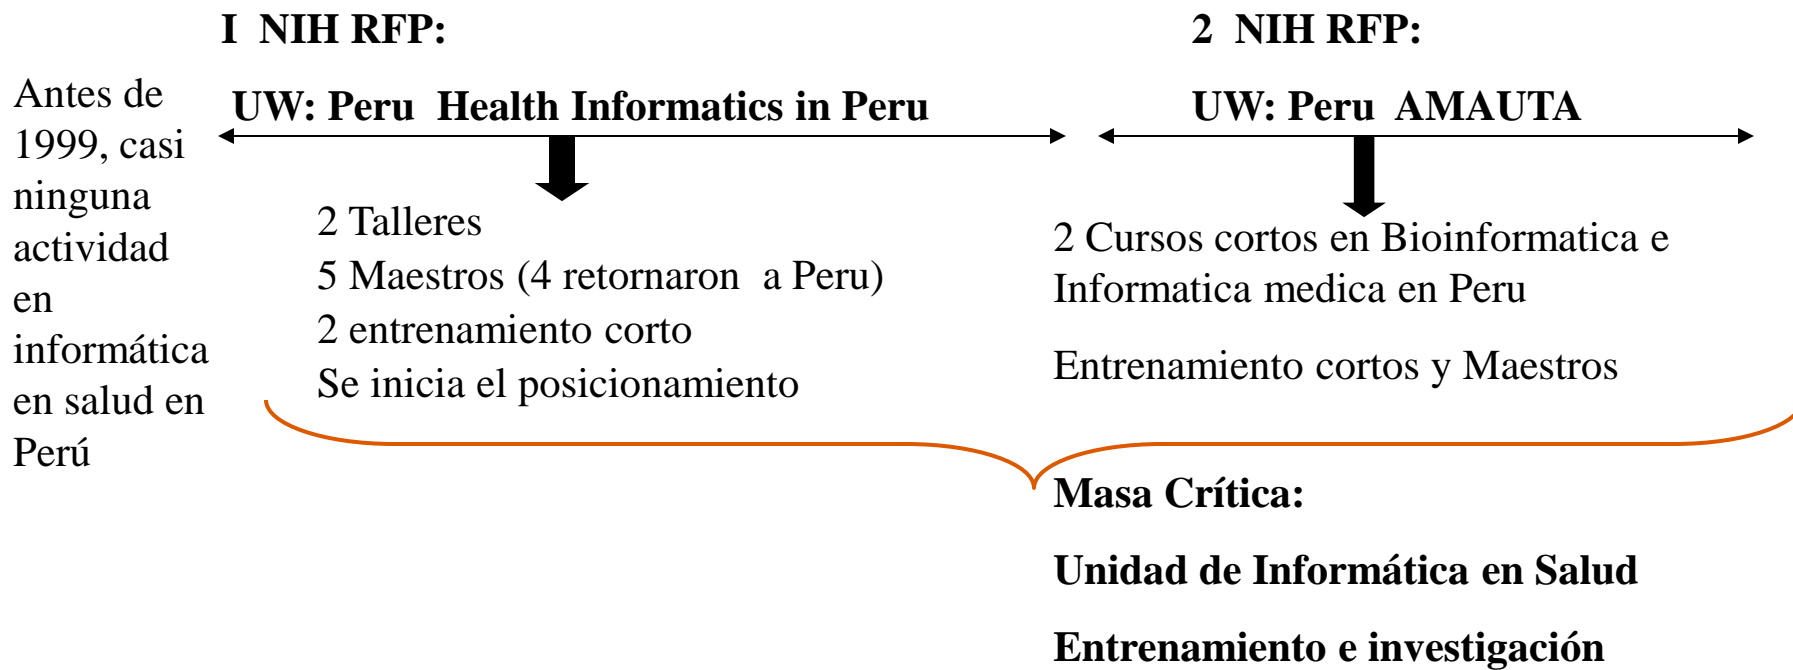 Antes de
1999, casi
ninguna
actividad
en
informática
en salud en
Perú
I NIH RFP:
UW: Peru Health Informatics in Peru
2 Talleres
5 Maestros (4 retornaron a Peru)
2 entrenamiento corto
Se inicia el posicionamiento
2 NIH RFP:
UW: Peru AMAUTA
2 Cursos cortos en Bioinformatica e
Informatica medica en Peru
Entrenamiento cortos y Maestros
Masa Crítica:
Unidad de Informática en Salud
Entrenamiento e investigación